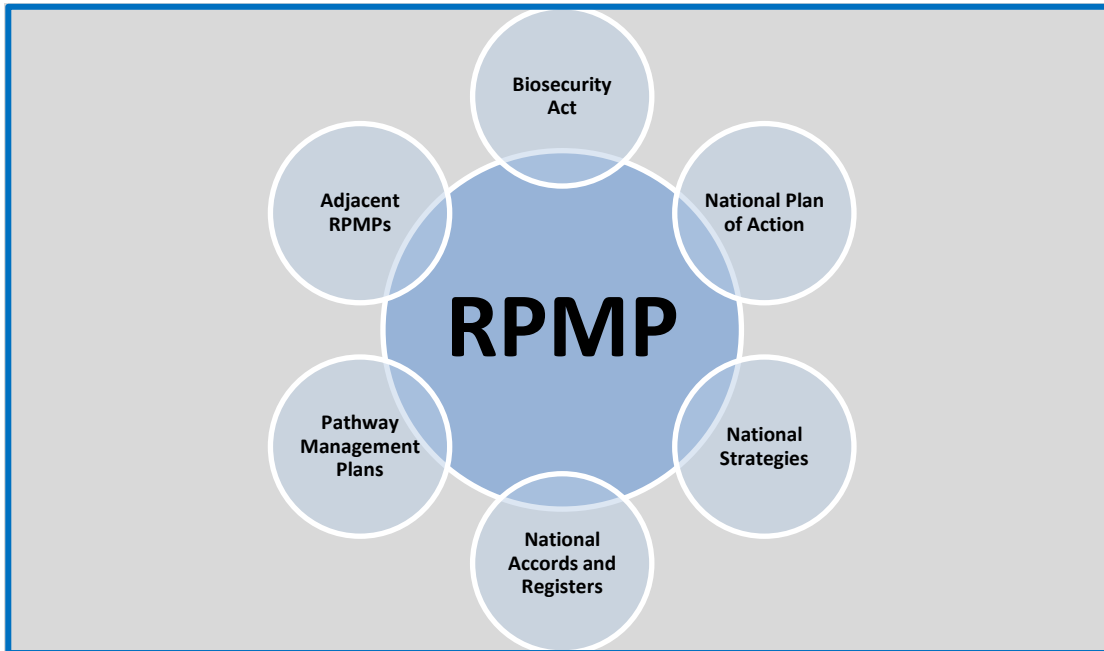 Biosecurity
Act
Adjacent
RPMPs
National Plan
of Action
RPMP
Pathway
Management
Plans
National
Strategies
National
Accords and
Registers